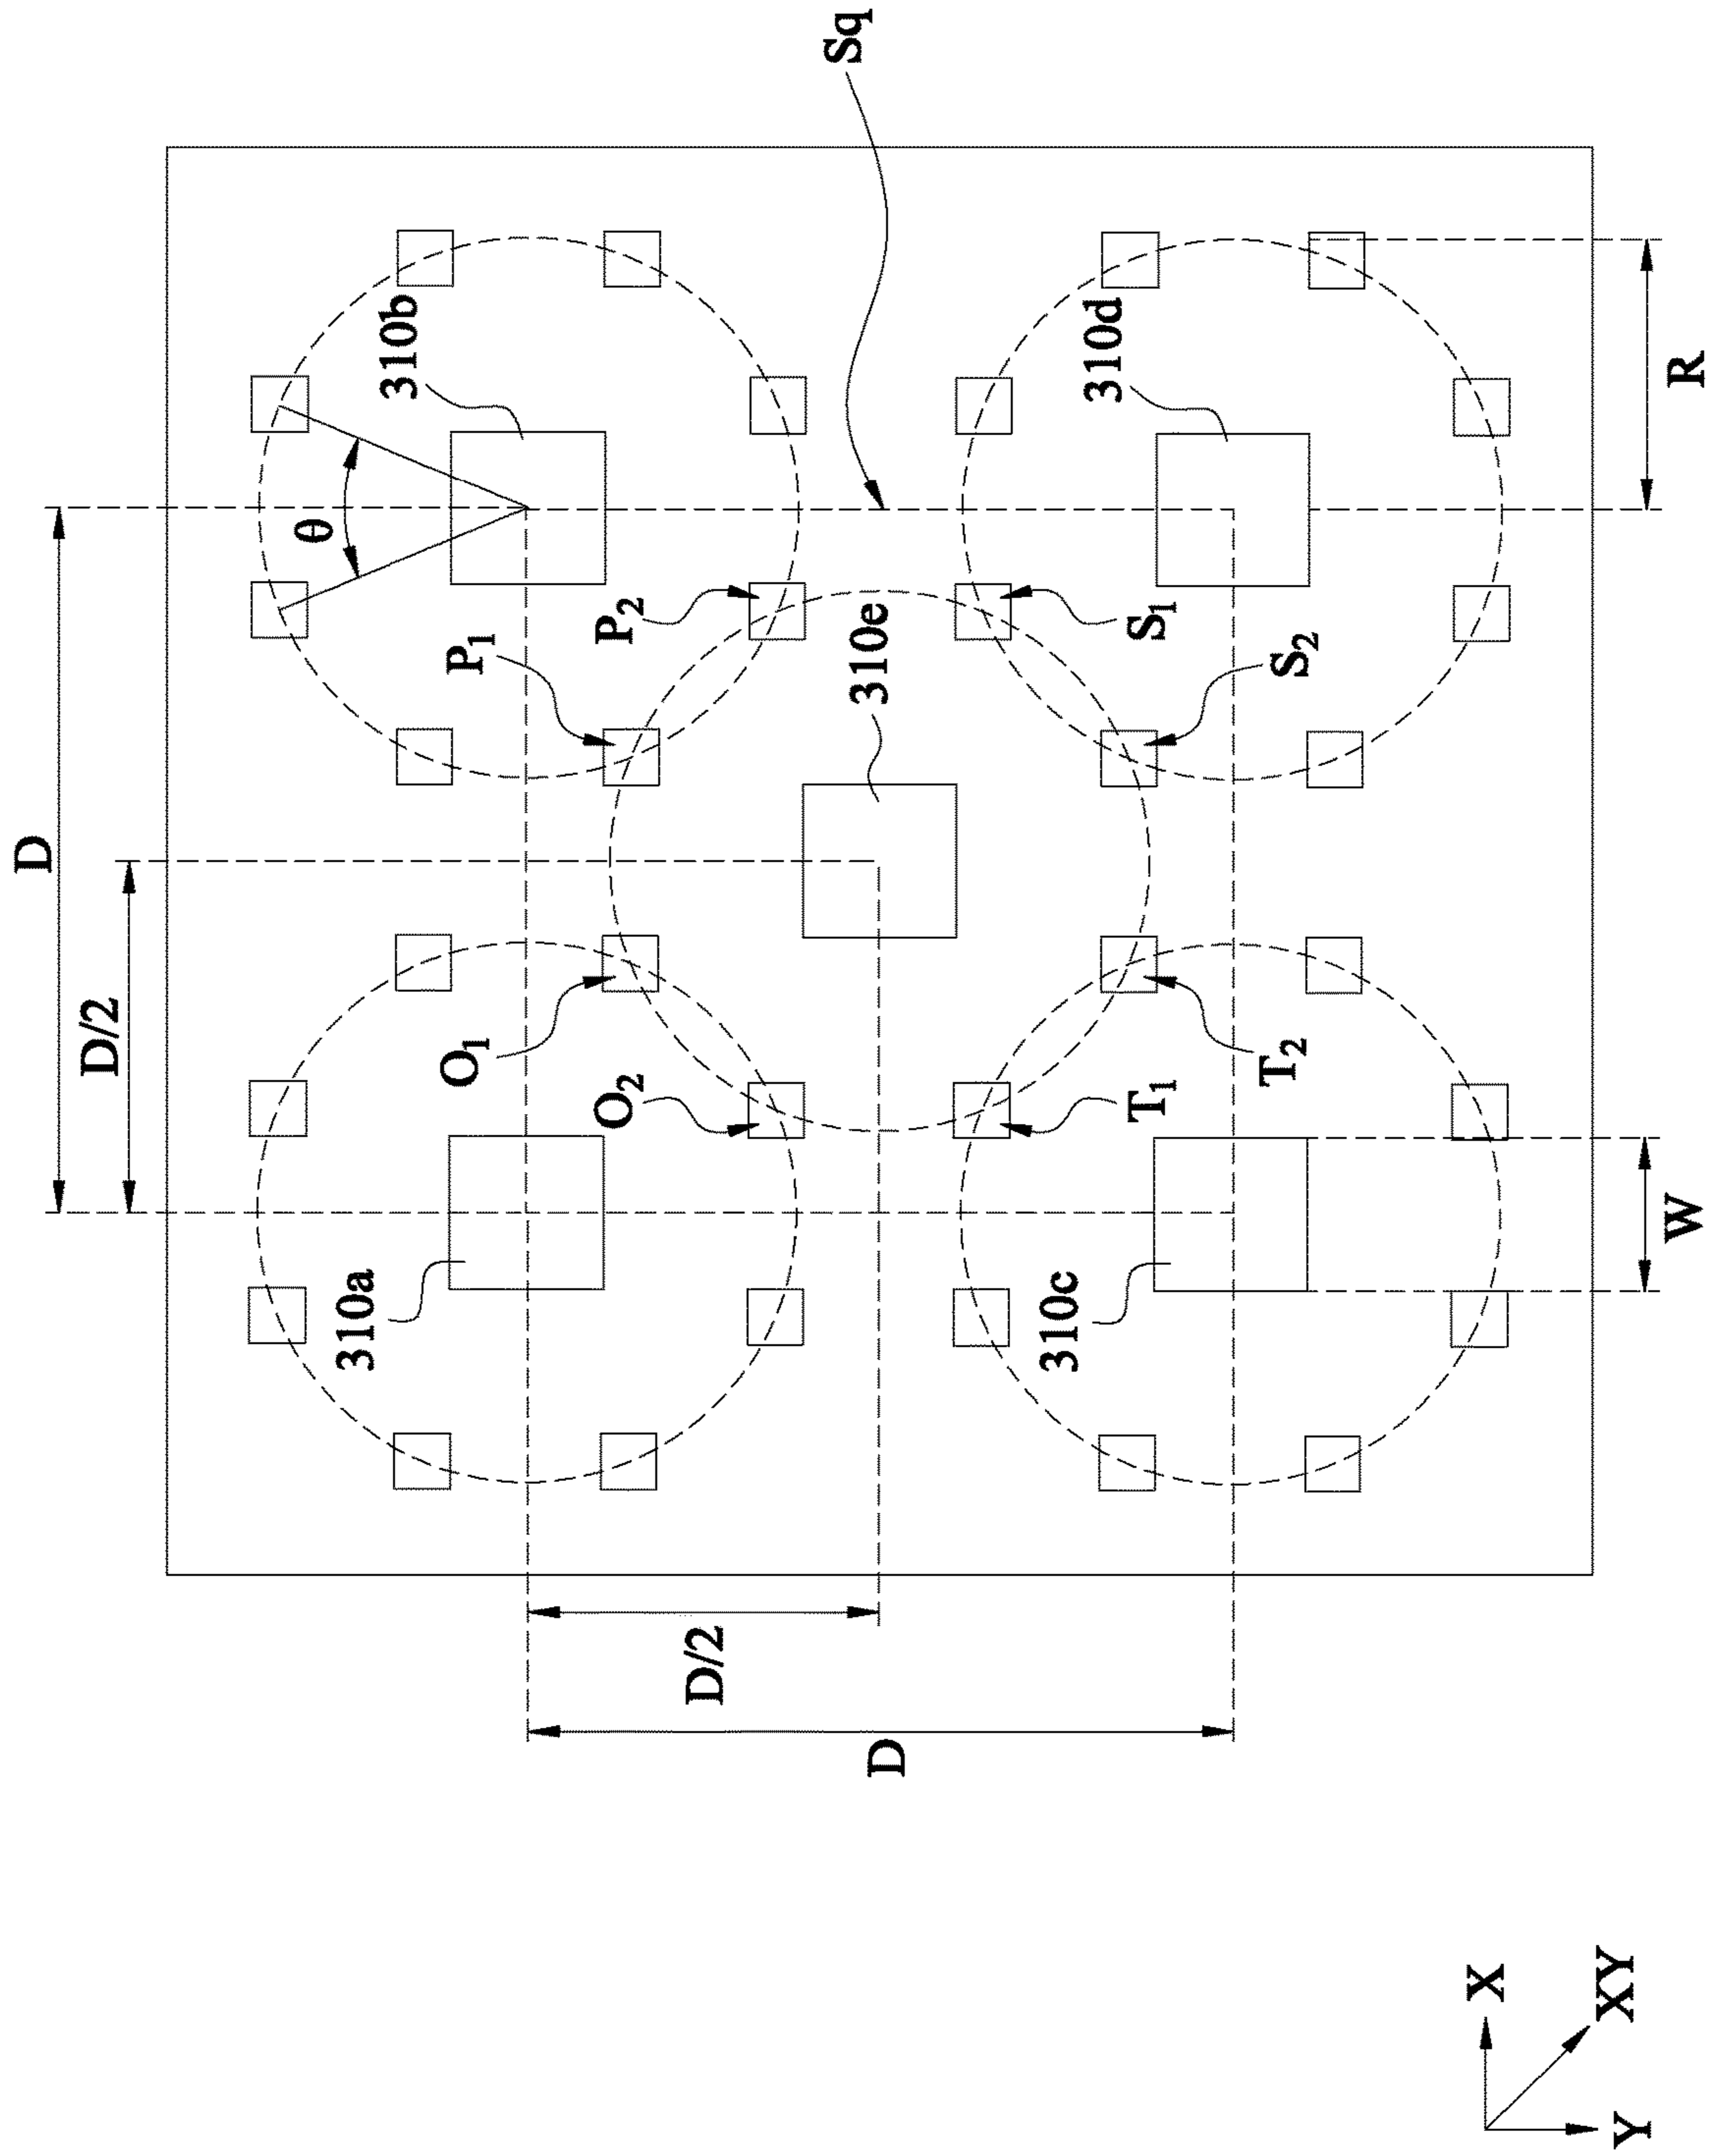 D
D/2
θ
310a
310b
O1
P1
O2
P2
D/2
Sq
310e
D
310c
310d
T1
S1
T2
S2
X
XY
Y
W
R